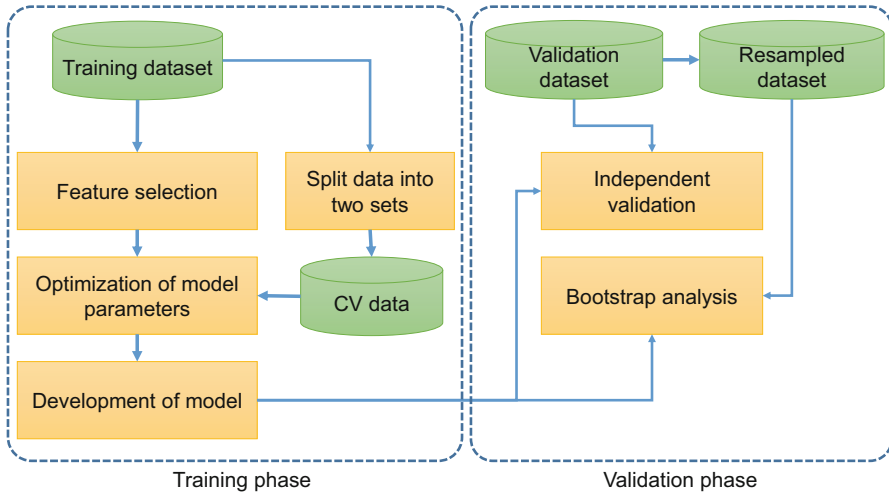 Training dataset
Feature selection
Split data into
two sets
Optimization of model
parameters
CV data
Development of model
Training phase
Validation
dataset
Resampled
dataset
Independent
validation
Bootstrap analysis
Validation phase